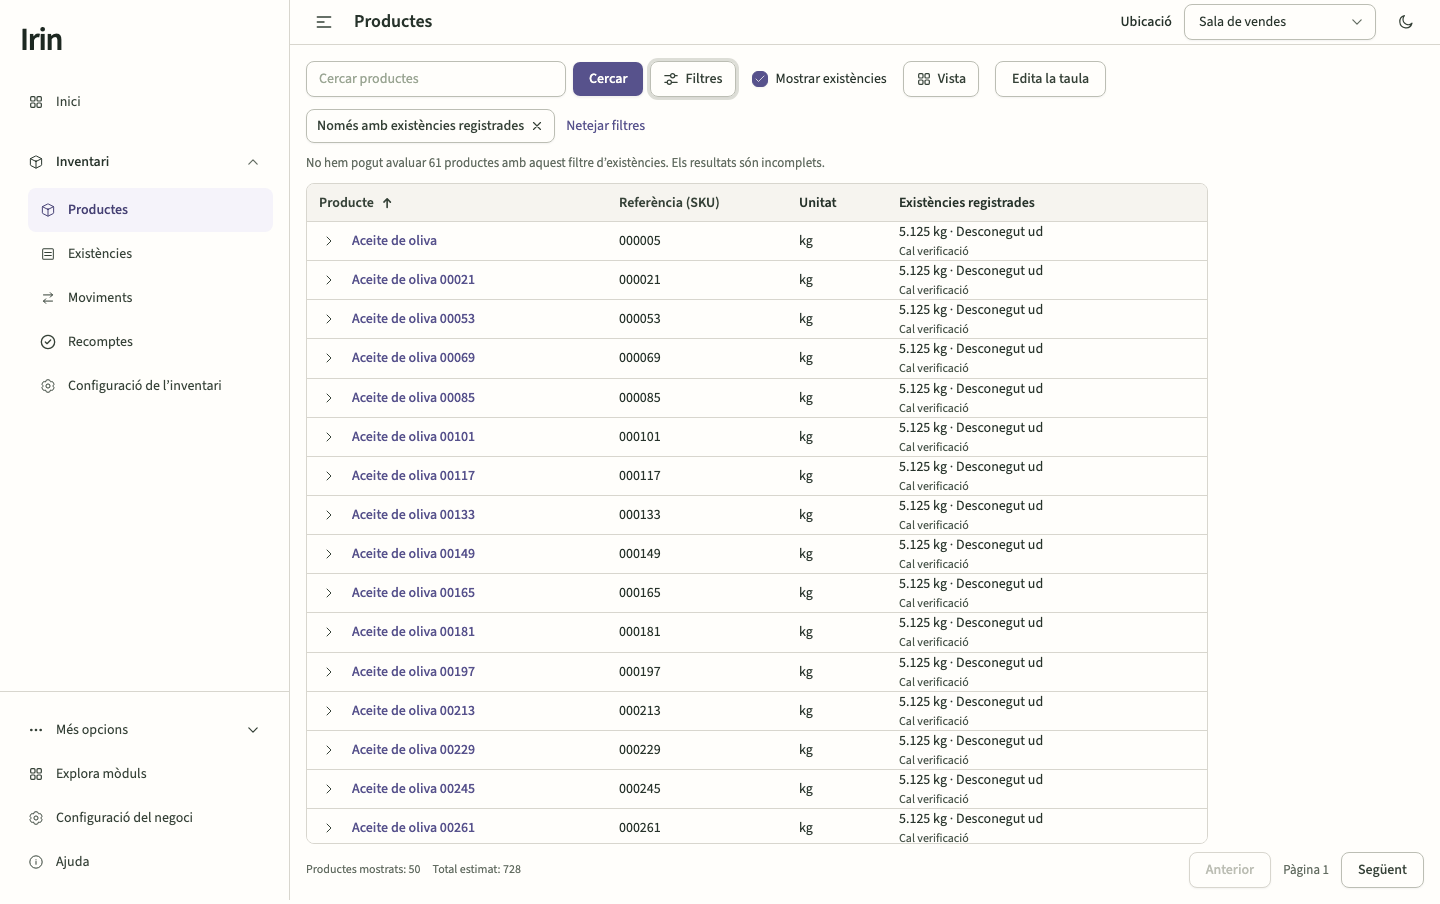 Irin
Inici
Inventari
Productes
Existències
Moviments
Recomptes
Configuració de l’inventari
Més opcions
Explora mòduls
Configuració del negoci
Ajuda
Productes
Ubicació
Sala de vendes
Cercar productes
Cercar
Filtres
Mostrar existències
Vista
Edita la taula
Només amb existències registrades
Netejar filtres
No hem pogut avaluar 61 productes amb aquest filtre d’existències. Els resultats són incomplets.
Producte Referència (SKU) Unitat Existències registrades
Aceite de oliva 000005 kg 5.125 kg · Desconegut ud
Cal verificació
Aceite de oliva 00021 000021 kg 5.125 kg · Desconegut ud
Cal verificació
Aceite de oliva 00053 000053 kg 5.125 kg · Desconegut ud
Cal verificació
Aceite de oliva 00069 000069 kg 5.125 kg · Desconegut ud
Cal verificació
Aceite de oliva 00085 000085 kg 5.125 kg · Desconegut ud
Cal verificació
Aceite de oliva 00101 000101 kg 5.125 kg · Desconegut ud
Cal verificació
Aceite de oliva 00117 000117 kg 5.125 kg · Desconegut ud
Cal verificació
Aceite de oliva 00133 000133 kg 5.125 kg · Desconegut ud
Cal verificació
Aceite de oliva 00149 000149 kg 5.125 kg · Desconegut ud
Cal verificació
Aceite de oliva 00165 000165 kg 5.125 kg · Desconegut ud
Cal verificació
Aceite de oliva 00181 000181 kg 5.125 kg · Desconegut ud
Cal verificació
Aceite de oliva 00197 000197 kg 5.125 kg · Desconegut ud
Cal verificació
Aceite de oliva 00213 000213 kg 5.125 kg · Desconegut ud
Cal verificació
Aceite de oliva 00229 000229 kg 5.125 kg · Desconegut ud
Cal verificació
Aceite de oliva 00245 000245 kg 5.125 kg · Desconegut ud
Cal verificació
Aceite de oliva 00261 000261 kg 5.125 kg · Desconegut ud
Cal verificació
Productes mostrats: 50 Total estimat: 728
Anterior
Pàgina 1
Següent